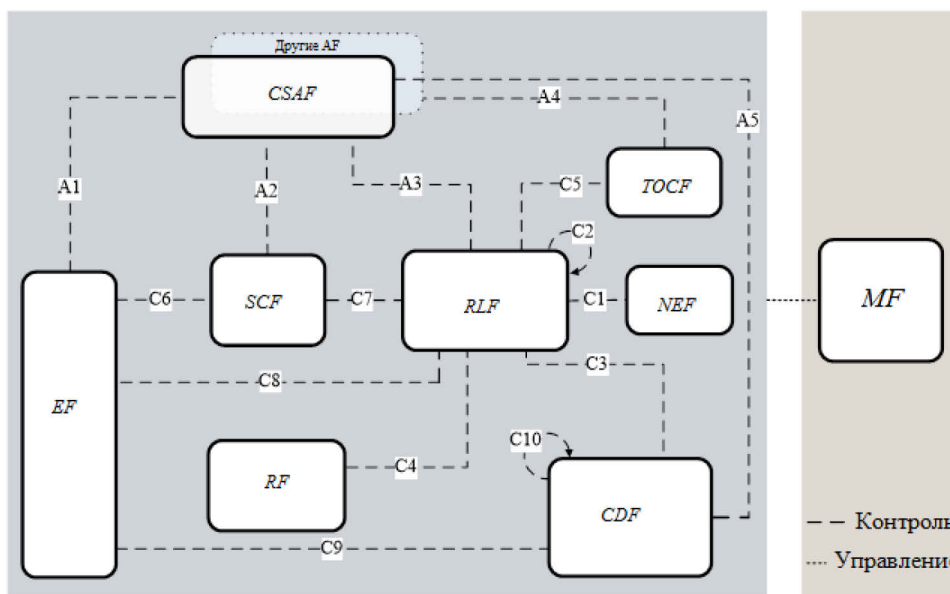 Другие AF
CSAF
A4
A5
A1
A2
A3
C5
TOCF
C2
C6
SCF
C7
RLF
C1
NEF
MF
C8
C3
EF
C10
RF
C4
CDF
Контроль
C9
Управление